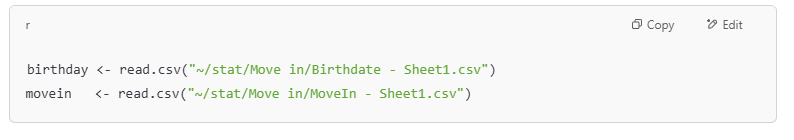 r
Copy
Edit
birthday <- read.csv("~/stat/Move in/Birthdate - Sheet1.csv")
movein   <- read.csv("~/stat/Move in/MoveIn - Sheet1.csv")